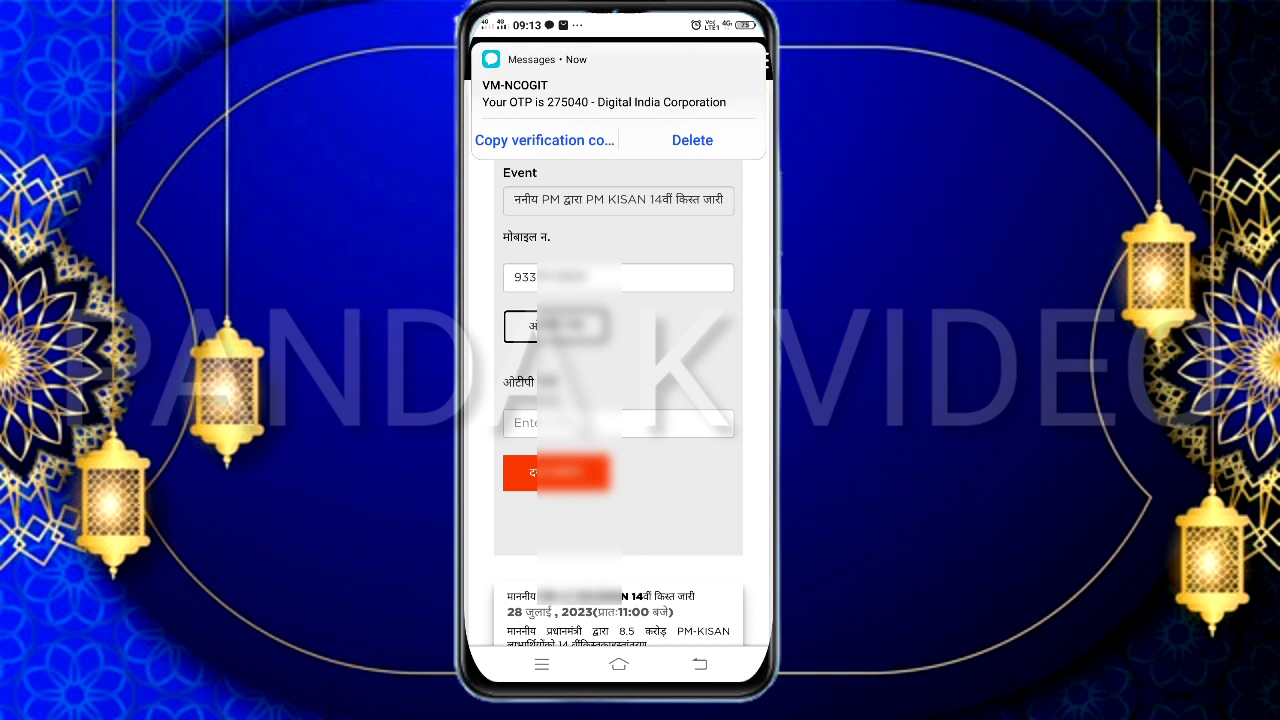 09:13
75
Messages • Now
VM-NCOGIT
Your OTP is 275040 - Digital India Corporation
Copy verification co... Delete
Event
ननीय PM द्वारा PM KISAN 14वीं किस्त जारी
मोबाइल न.
933
ओटीपी
माननीय N 14वीं किस्त जारी
28 जुलाई , 2023(प्रातः11:00 बजे)
माननीय प्रधानमंत्री द्वारा 8.5 करोड़ PM-KISAN
PANDA K VIDEO